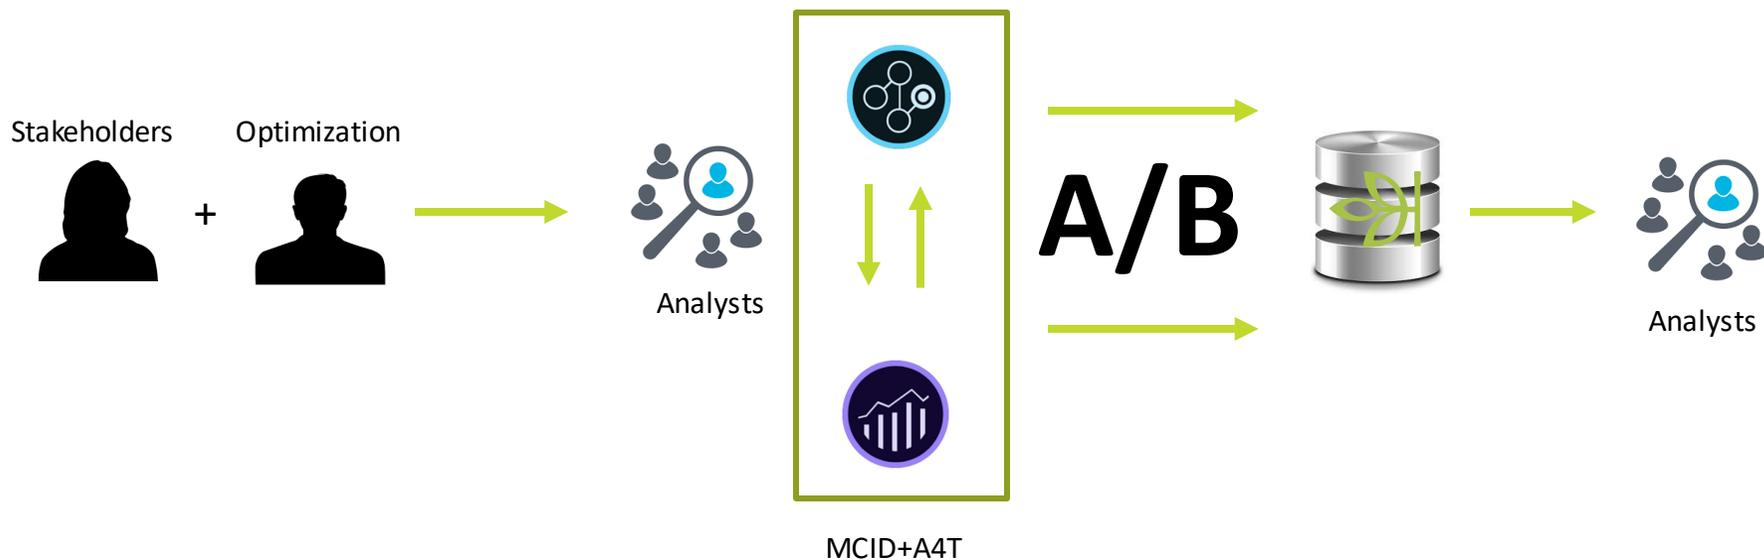 Stakeholders
Optimization
+
Analysts
A/B
Analysts
MCID+A4T